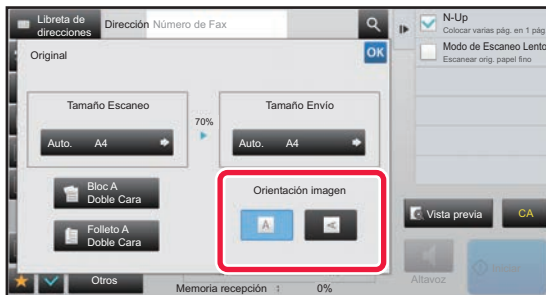 Libreta de
direcciones
Dirección
Número de Fax
N-Up
Colocar varias pág. en 1 pág
Modo de Escaneo Lento
Escanear orig. papel fino
Original
OK
Tamaño Escaneo
70%
Tamaño Envío
Auto. A4
Auto. A4
Bloc A
Doble Cara
Folleto A
Doble Cara
Orientación imagen
A
A
Vista previa
CA
Otros
Memoria recepción : 0%
Altavoz